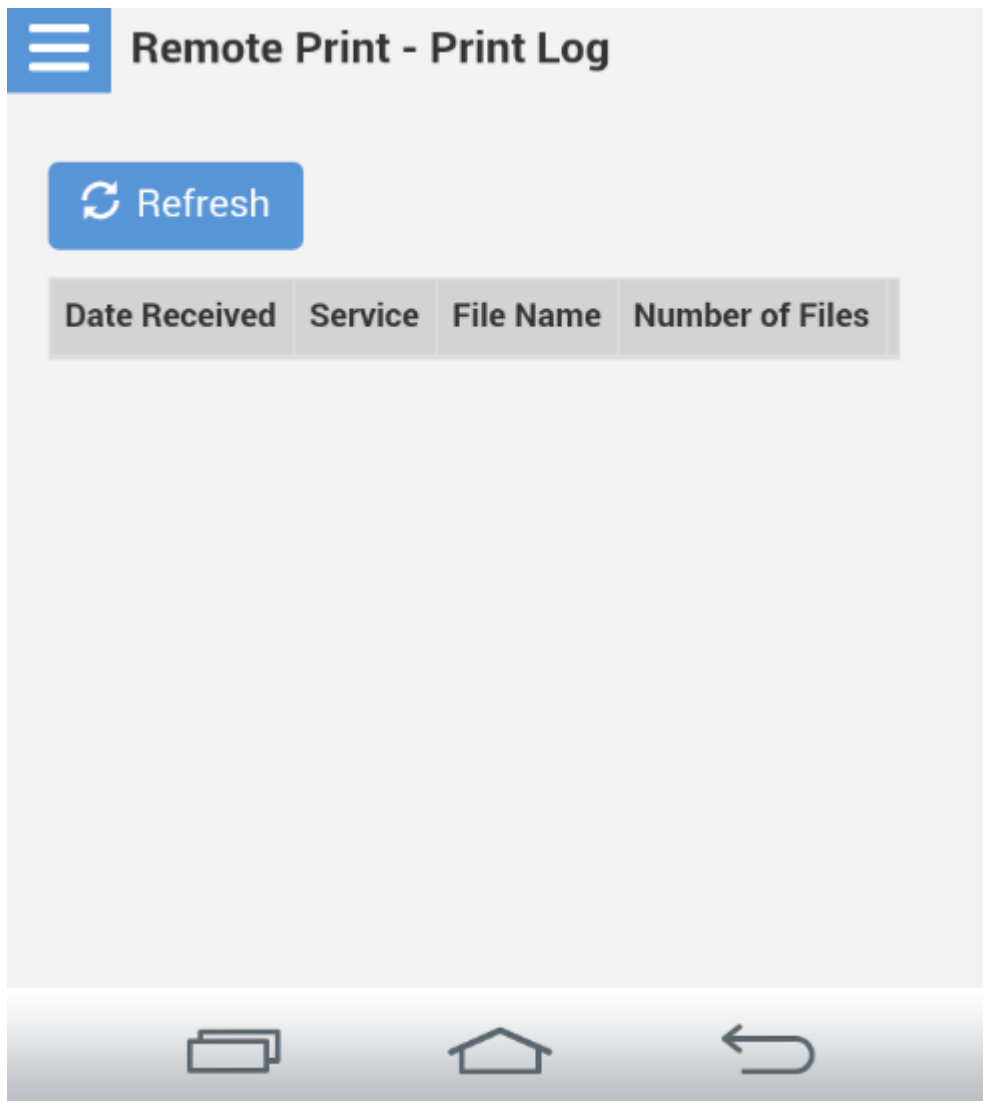 Remote Print - Print Log
Refresh
Date Received Service File Name Number of Files